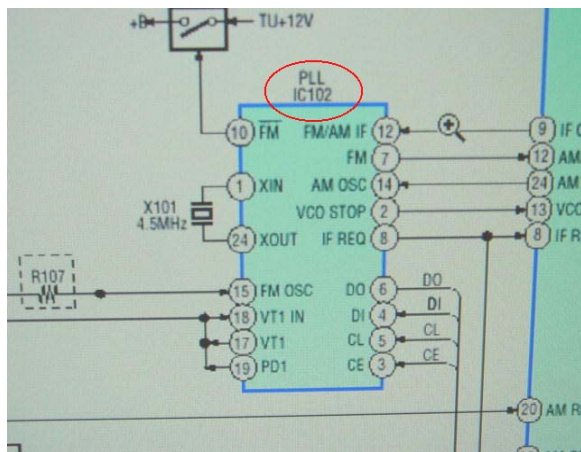 +B
TU+12V
PLL
IC102
10 FM FM/AM IF 12
9 IF
FM 7
12 AM
1 XIN AM OSC 14
24 AM
X101
4.5MHz
VCO STOP 2
13 VCO
24 XOUT IF REQ 8
8 IF R
R107
15 FM OSC DO 6 DO
18 VT1 IN DI 4 DI
17 VT1 CL 5 CL
19 PD1 CE 3 CE
20 AM R